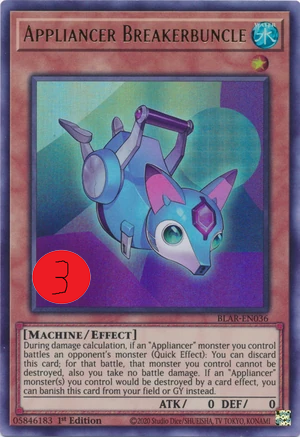 APPLIANCER BREAKERBUNCLE
WATER
水
3
BLAR-EN036
[MACHINE/EFFECT]
During damage calculation, if an "Appliancer" monster you control
battles an opponent's monster (Quick Effect): You can discard
this card; for that battle, that monster you control cannot be
destroyed, also you take no battle damage. If an "Appliancer"
monster(s) you control would be destroyed by a card effect, you
can banish this card from your field or GY instead.
ATK/ 0 DEF/ 0
05846183 1st Edition ©2020 Studio Dice/SHUEISHA, TV TOKYO, KONAMI